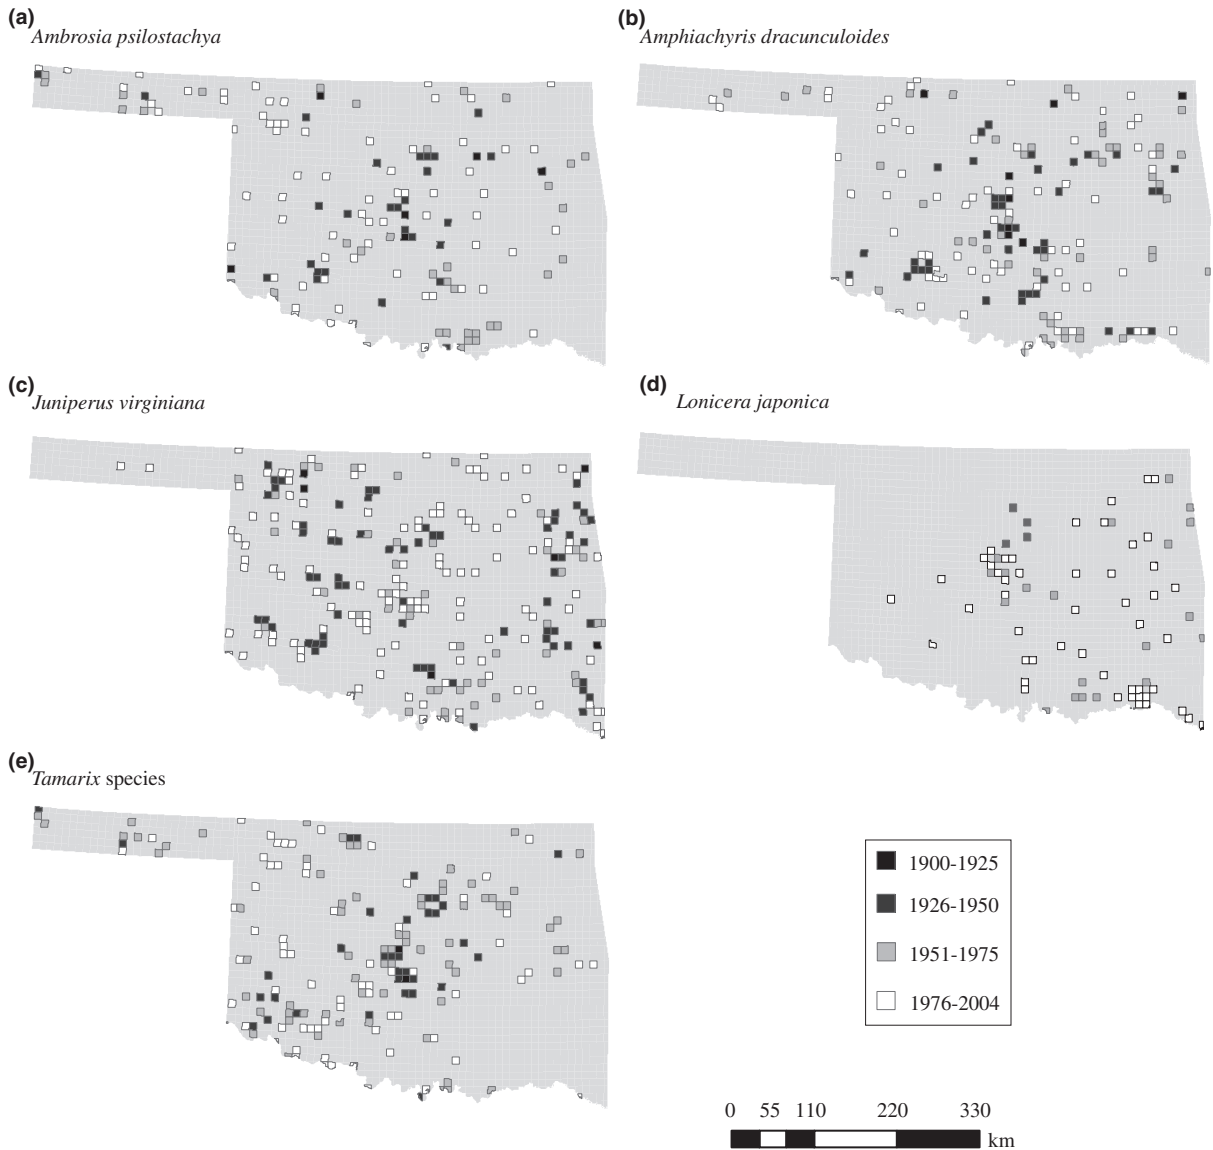 (a)
Ambrosia psilostachya
(b)
Amphiachyris dracunculoides
(c)
Juniperus virginiana
(d)
Lonicera japonica
(e)
Tamarix species
1900-1925
1926-1950
1951-1975
1976-2004
0 55 110 220 330
km